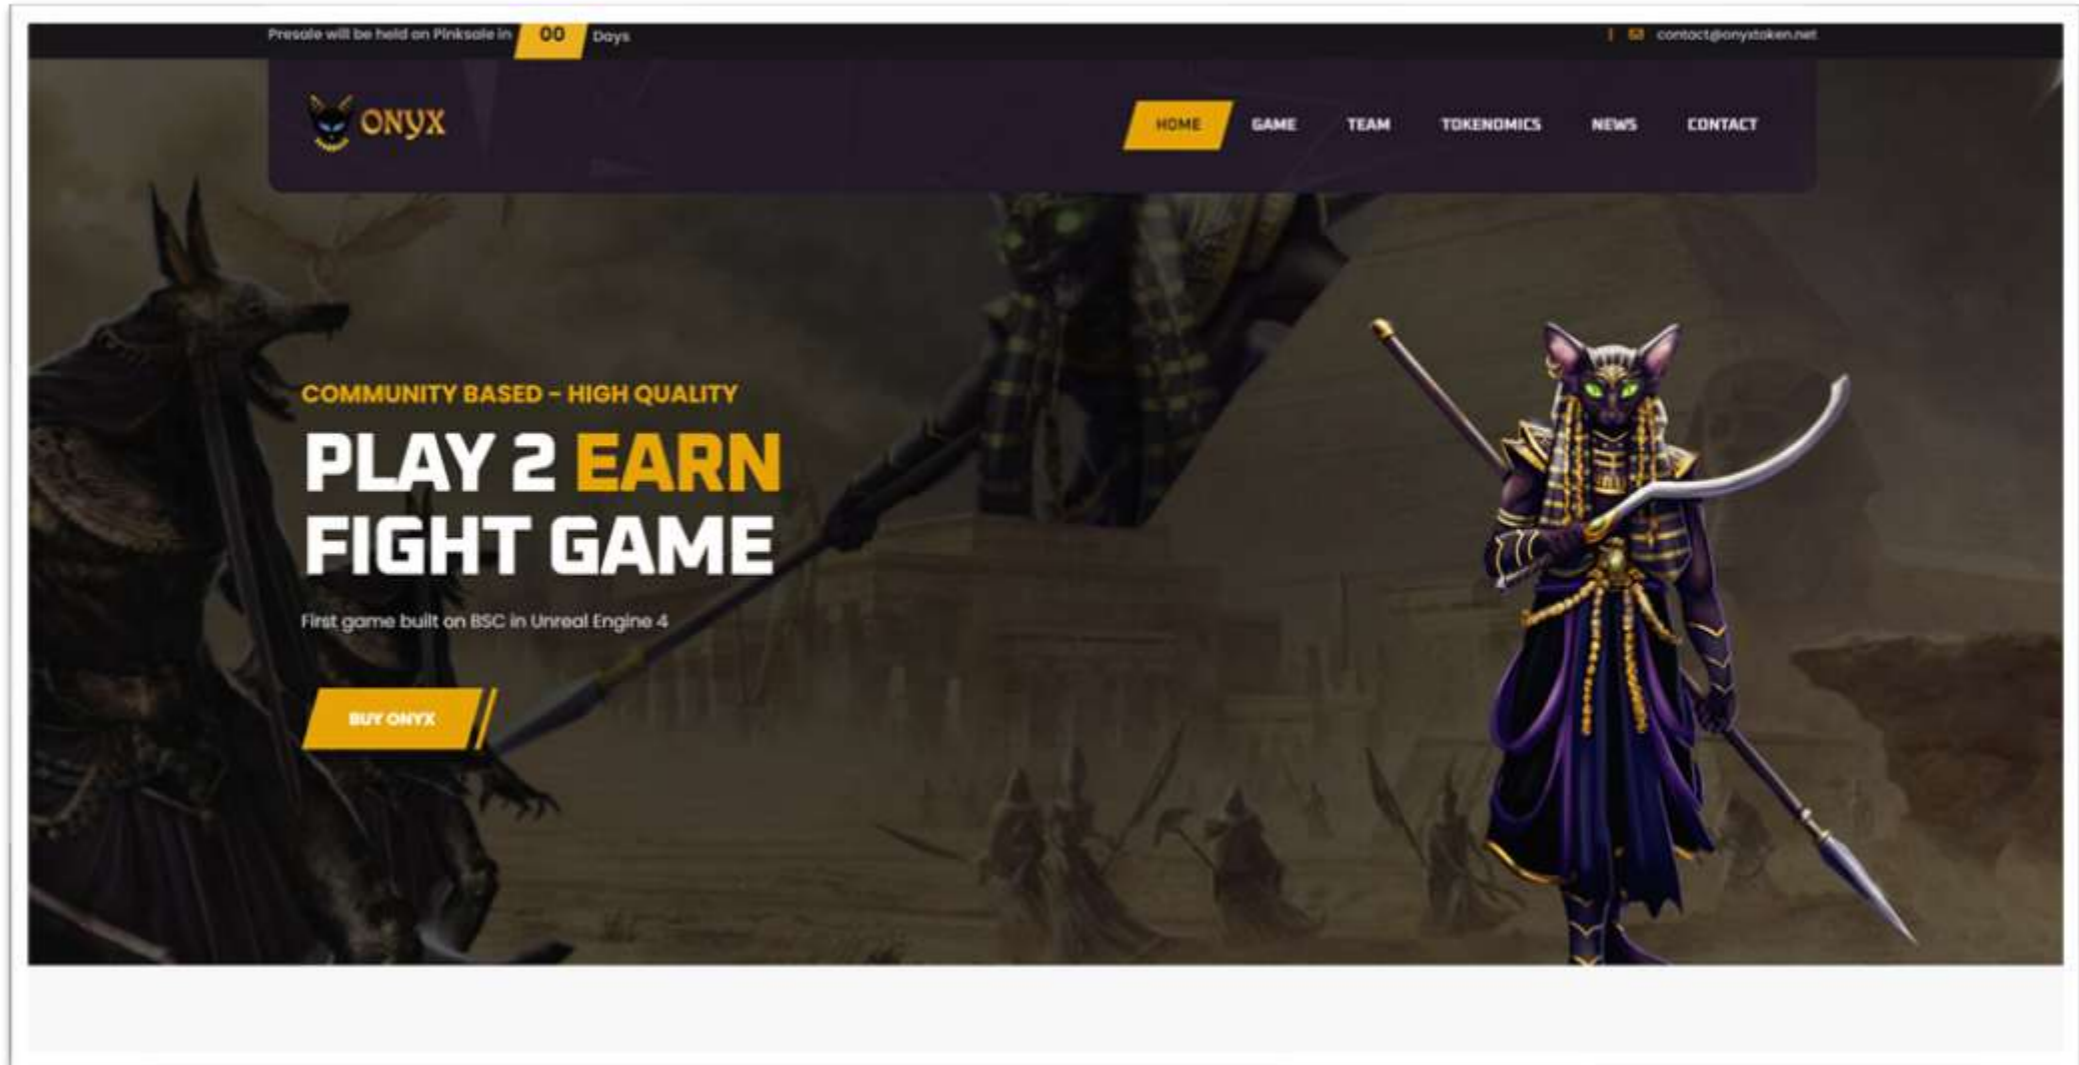 Presale will be held on Pinksale in 00 Days
contact@onyxtoken.net
ONYX
HOME GAME TEAM TOKENOMICS NEWS CONTACT
COMMUNITY BASED – HIGH QUALITY
PLAY 2 EARN
FIGHT GAME
First game built on BSC in Unreal Engine 4
BUY ONYX